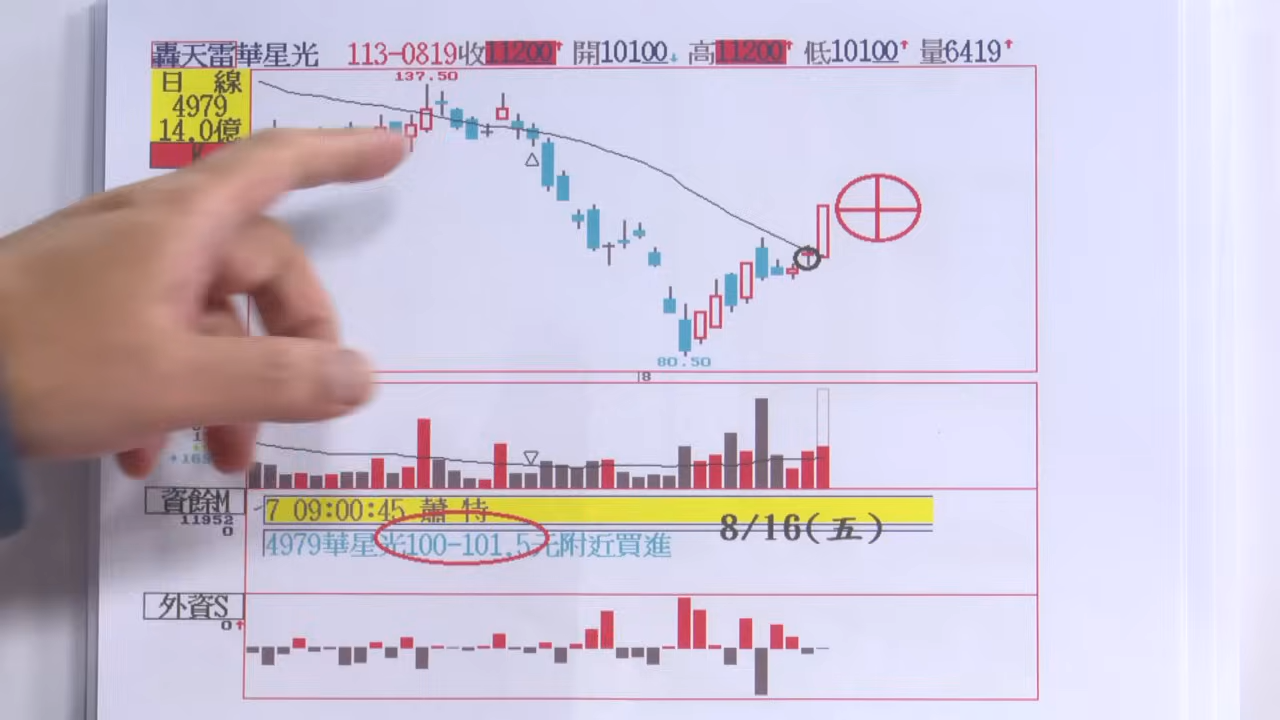 轟天雷華星光 113-0819收11200↑ 開10100↓ 高11200↑ 低10100↑ 量6419↑
日 線
4979
14.0億
137.50
80.50
8
資餘M
11952
0
7 09:00:45 蕭 特
8/16(五)
4979華星光100-101.5元附近買進
外資S
0↑